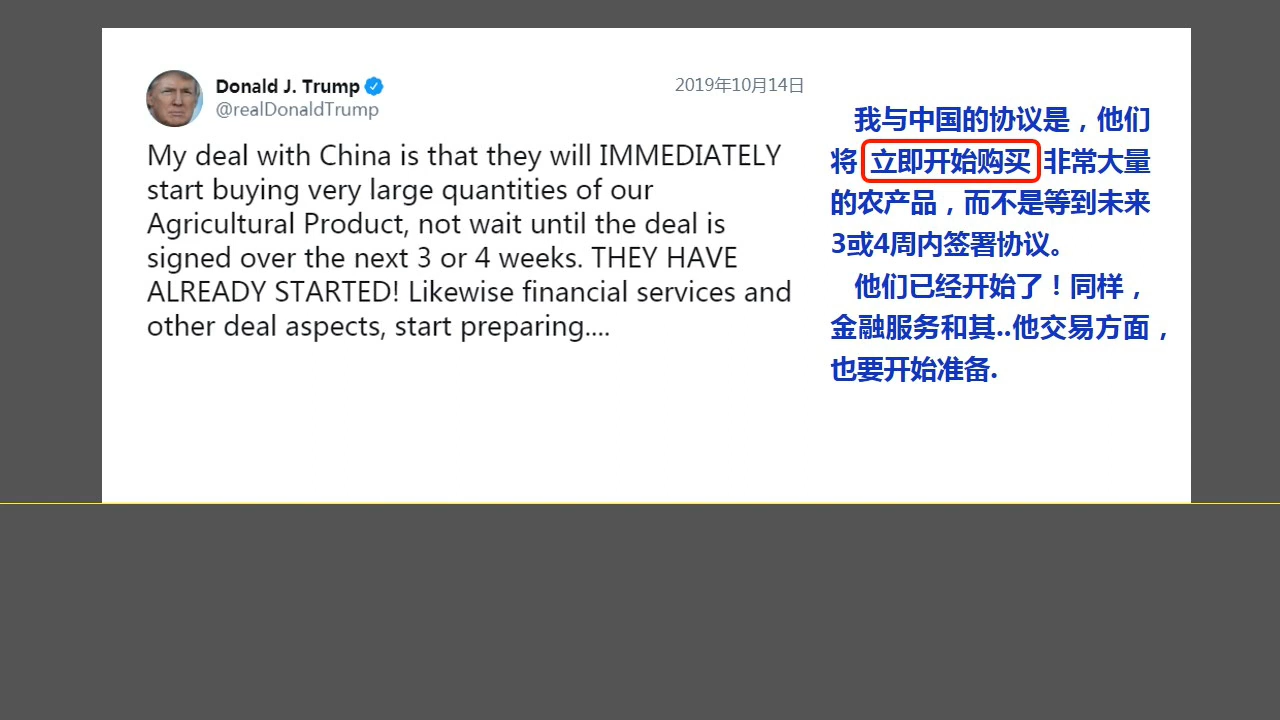 Donald J. Trump
@realDonaldTrump
2019年10月14日
My deal with China is that they will IMMEDIATELY
start buying very large quantities of our
Agricultural Product, not wait until the deal is
signed over the next 3 or 4 weeks. THEY HAVE
ALREADY STARTED! Likewise financial services and
other deal aspects, start preparing....
我与中国的协议是，他们
将 立即开始购买 非常大量
的农产品，而不是等到未来
3或4周内签署协议。
他们已经开始了！同样，
金融服务和其..他交易方面，
也要开始准备.